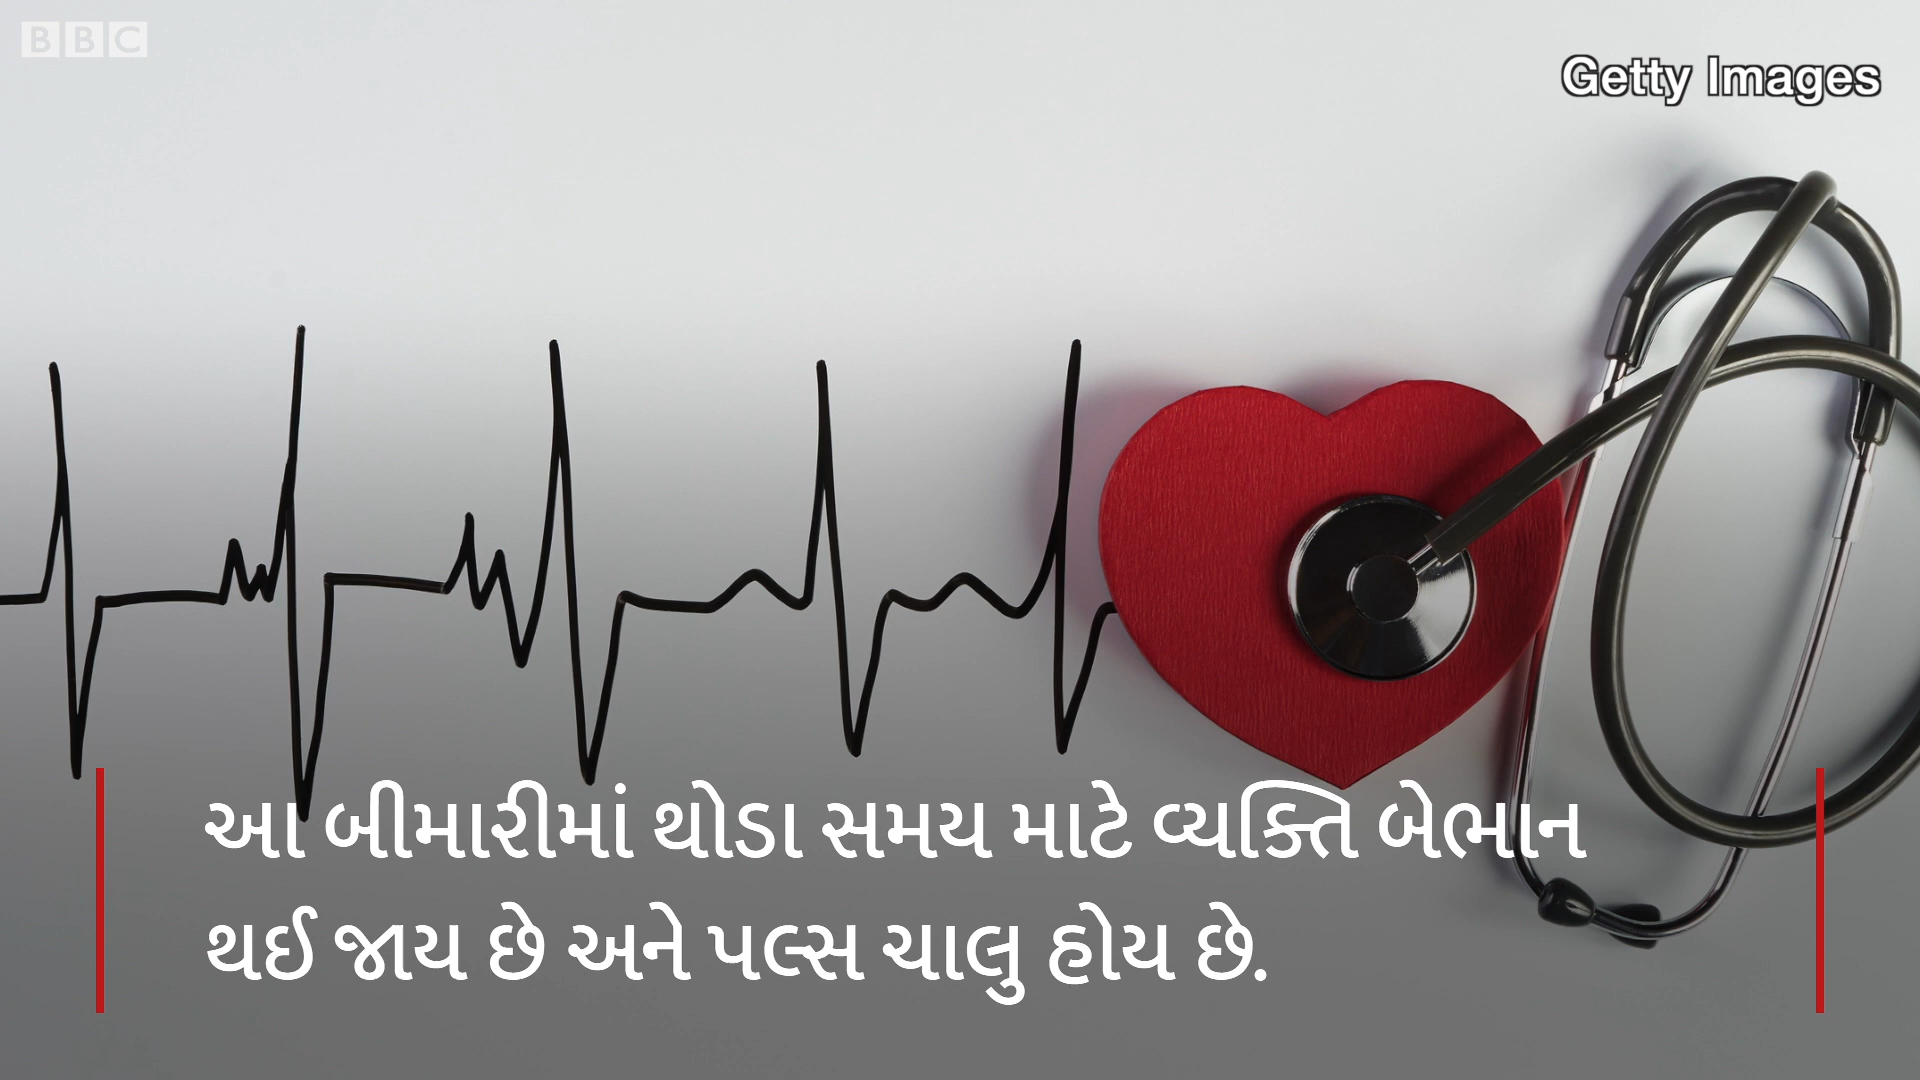 BBC
Getty Images
આ બીમારીમાં થોડા સમય માટે વ્યક્તિ બેભાન
થઈ જાય છે અને પલ્સ ચાલુ હોય છે.